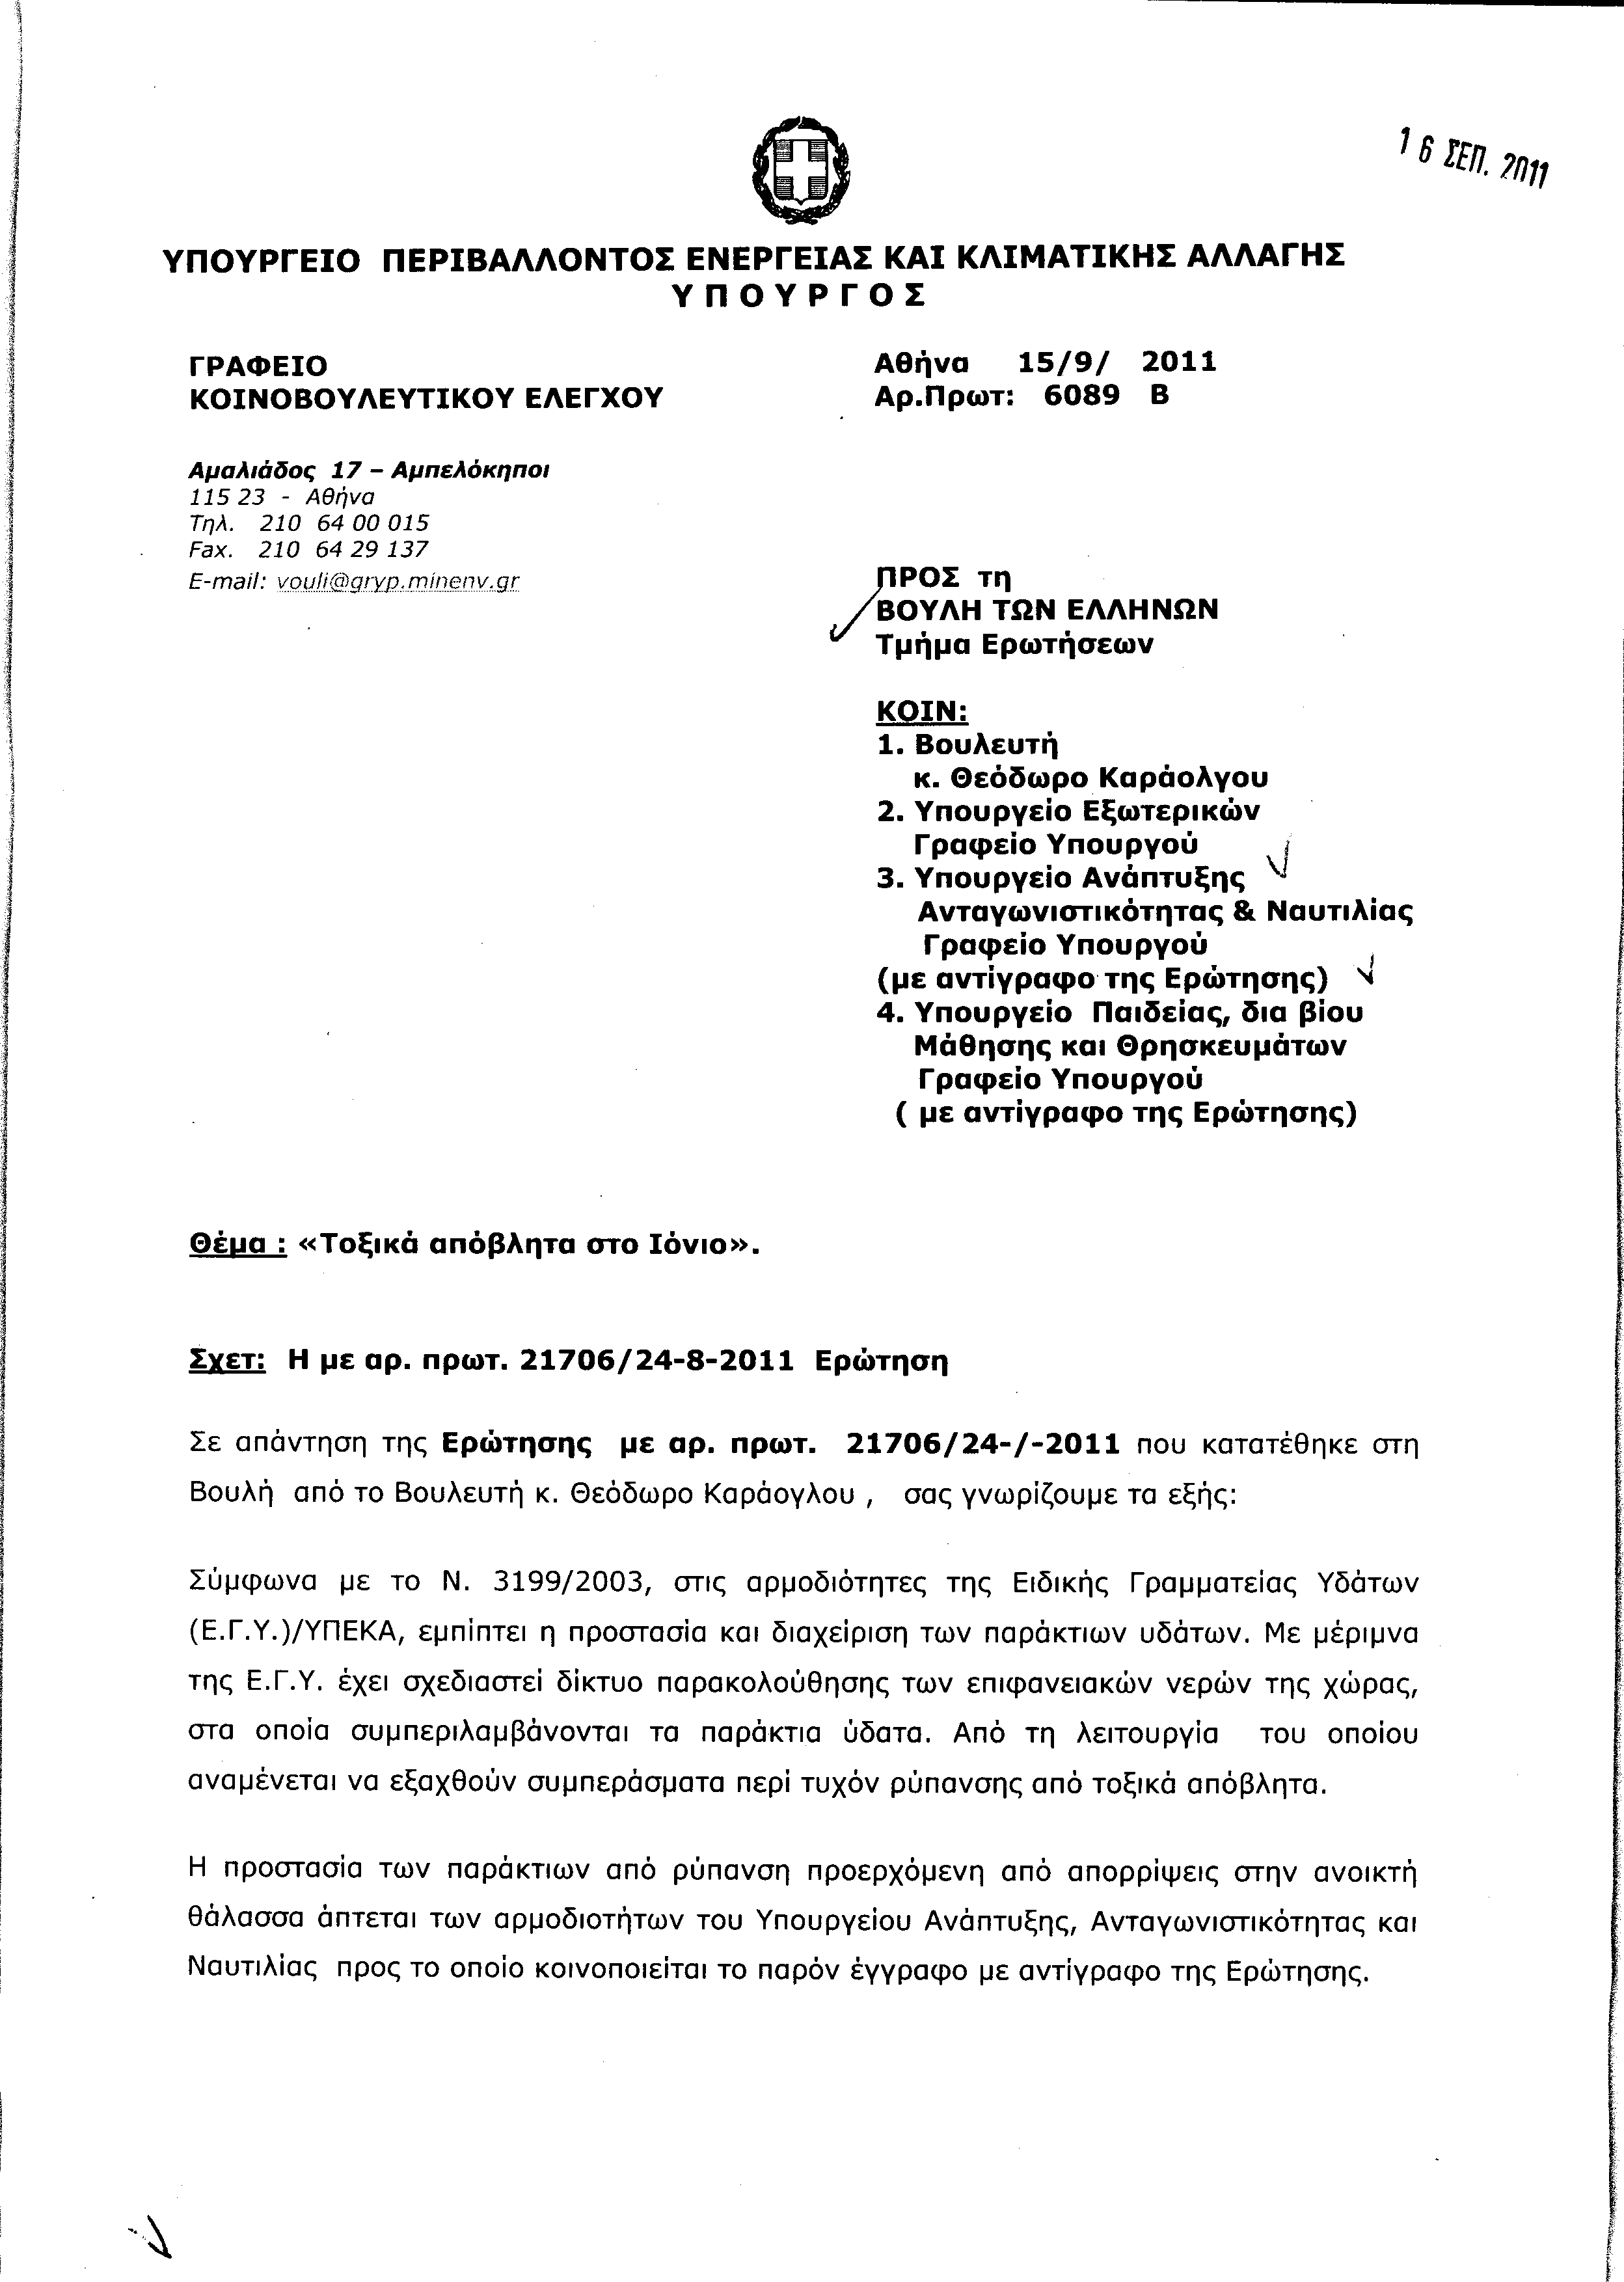 16 ΣΕΠ. 2011
ΥΠΟΥΡΓΕΙΟ ΠΕΡΙΒΑΛΛΟΝΤΟΣ ΕΝΕΡΓΕΙΑΣ ΚΑΙ ΚΛΙΜΑΤΙΚΗΣ ΑΛΛΑΓΗΣ
Υ Π Ο Υ Ρ Γ Ο Σ
ΓΡΑΦΕΙΟ
ΚΟΙΝΟΒΟΥΛΕΥΤΙΚΟΥ ΕΛΕΓΧΟΥ
Αθήνα 15/9/ 2011
Αρ.Πρωτ: 6089 Β
Αμαλιάδος 17 – Αμπελόκηποι
115 23 - Αθήνα
Τηλ. 210 64 00 015
Fax. 210 64 29 137
E-mail: vouli@gryp.minenv.gr
ΠΡΟΣ τη
ΒΟΥΛΗ ΤΩΝ ΕΛΛΗΝΩΝ
Τμήμα Ερωτήσεων
ΚΟΙΝ:
1. Βουλευτή
κ. Θεόδωρο Καράολγου
2. Υπουργείο Εξωτερικών
Γραφείο Υπουργού
3. Υπουργείο Ανάπτυξης
Ανταγωνιστικότητας & Ναυτιλίας
Γραφείο Υπουργού
(με αντίγραφο της Ερώτησης)
4. Υπουργείο Παιδείας, δια βίου
Μάθησης και Θρησκευμάτων
Γραφείο Υπουργού
( με αντίγραφο της Ερώτησης)
Θέμα : «Τοξικά απόβλητα στο Ιόνιο».
Σχετ: Η με αρ. πρωτ. 21706/24-8-2011 Ερώτηση
Σε απάντηση της Ερώτησης με αρ. πρωτ. 21706/24-/-2011 που κατατέθηκε στη
Βουλή από το Βουλευτή κ. Θεόδωρο Καράογλου , σας γνωρίζουμε τα εξής:
Σύμφωνα με το Ν. 3199/2003, στις αρμοδιότητες της Ειδικής Γραμματείας Υδάτων
(Ε.Γ.Υ.)/ΥΠΕΚΑ, εμπίπτει η προστασία και διαχείριση των παράκτιων υδάτων. Με μέριμνα
της Ε.Γ.Υ. έχει σχεδιαστεί δίκτυο παρακολούθησης των επιφανειακών νερών της χώρας,
στα οποία συμπεριλαμβάνονται τα παράκτια ύδατα. Από τη λειτουργία του οποίου
αναμένεται να εξαχθούν συμπεράσματα περί τυχόν ρύπανσης από τοξικά απόβλητα.
Η προστασία των παράκτιων από ρύπανση προερχόμενη από απορρίψεις στην ανοικτή
θάλασσα άπτεται των αρμοδιοτήτων του Υπουργείου Ανάπτυξης, Ανταγωνιστικότητας και
Ναυτιλίας προς το οποίο κοινοποιείται το παρόν έγγραφο με αντίγραφο της Ερώτησης.